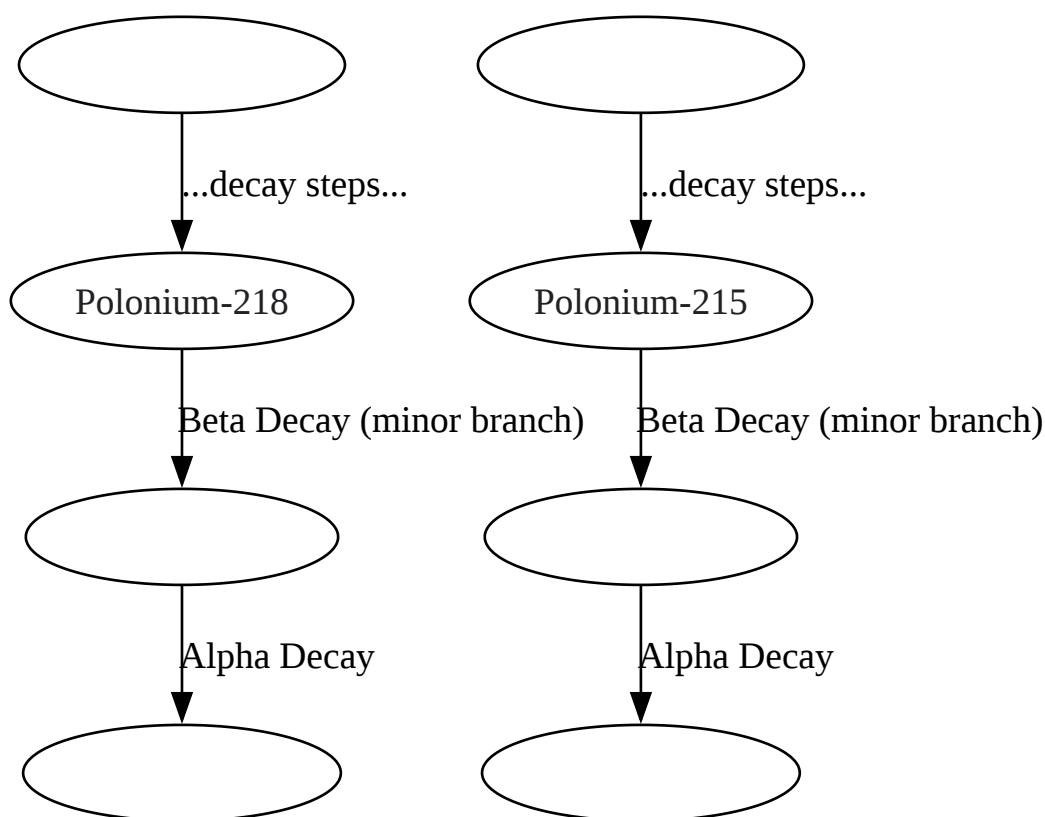 ...decay steps...
...decay steps...
Polonium-218
Polonium-215
Beta Decay (minor branch)
Beta Decay (minor branch)
Alpha Decay
Alpha Decay